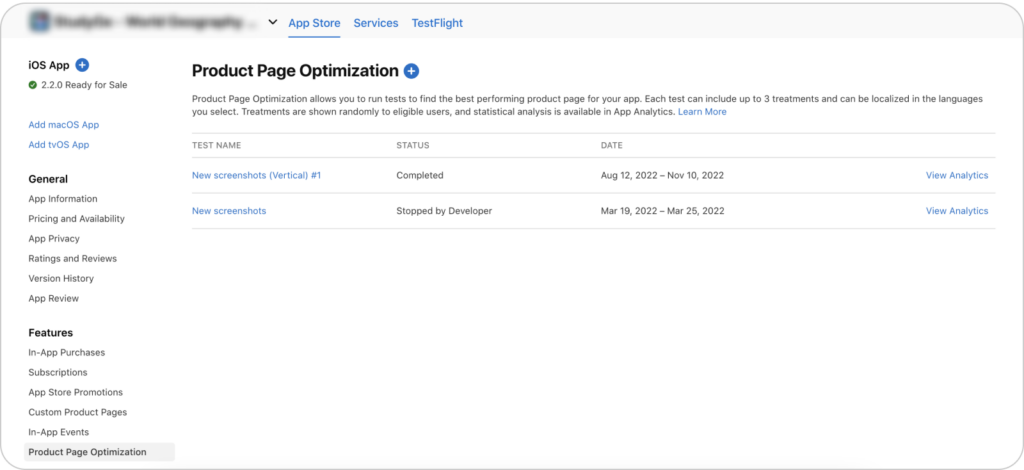 App Store Services TestFlight
iOS App
2.2.0 Ready for Sale
Add macOS App
Add tvOS App
General
App Information
Pricing and Availability
App Privacy
Ratings and Reviews
Version History
App Review
Features
In-App Purchases
Subscriptions
App Store Promotions
Custom Product Pages
In-App Events
Product Page Optimization
Product Page Optimization
Product Page Optimization allows you to run tests to find the best performing product page for your app. Each test can include up to 3 treatments and can be localized in the languages
you select. Treatments are shown randomly to eligible users, and statistical analysis is available in App Analytics. Learn More
TEST NAME STATUS DATE
New screenshots (Vertical) #1 Completed Aug 12, 2022 – Nov 10, 2022 View Analytics
New screenshots Stopped by Developer Mar 19, 2022 – Mar 25, 2022 View Analytics